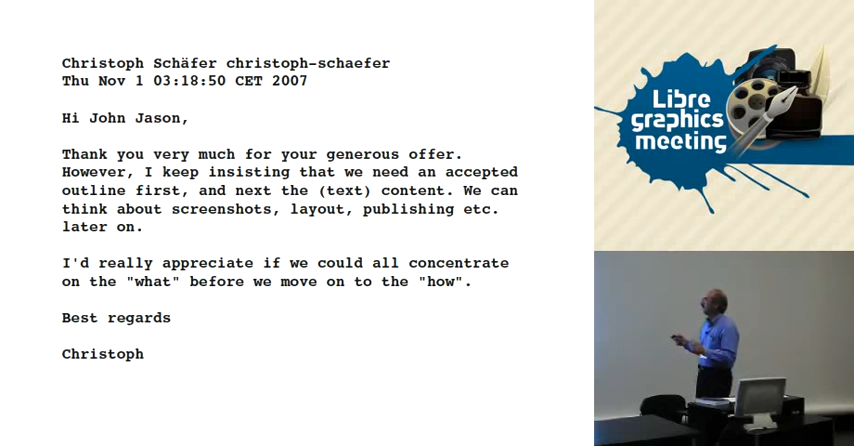 Christoph Schäfer christoph-schaefer
Thu Nov 1 03:18:50 CET 2007
Hi John Jason,
Thank you very much for your generous offer.
However, I keep insisting that we need an accepted
outline first, and next the (text) content. We can
think about screenshots, layout, publishing etc.
later on.
I'd really appreciate if we could all concentrate
on the "what" before we move on to the "how".
Best regards
Christoph
Libre
graphics
meeting